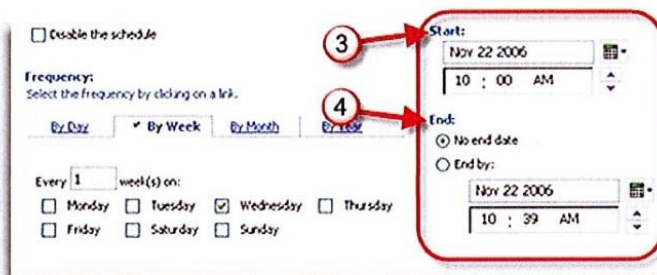 Disable the schedule
Frequency:
Select the frequency by clicking on a link.
By Day
By Week
By Month
By Year
Every 1 week(s) on:
Monday Tuesday Wednesday Thursday
Friday Saturday Sunday
3
Start:
Nov 22 2006
10 : 00 AM
4
End:
No end date
End by:
Nov 22 2006
10 : 39 AM